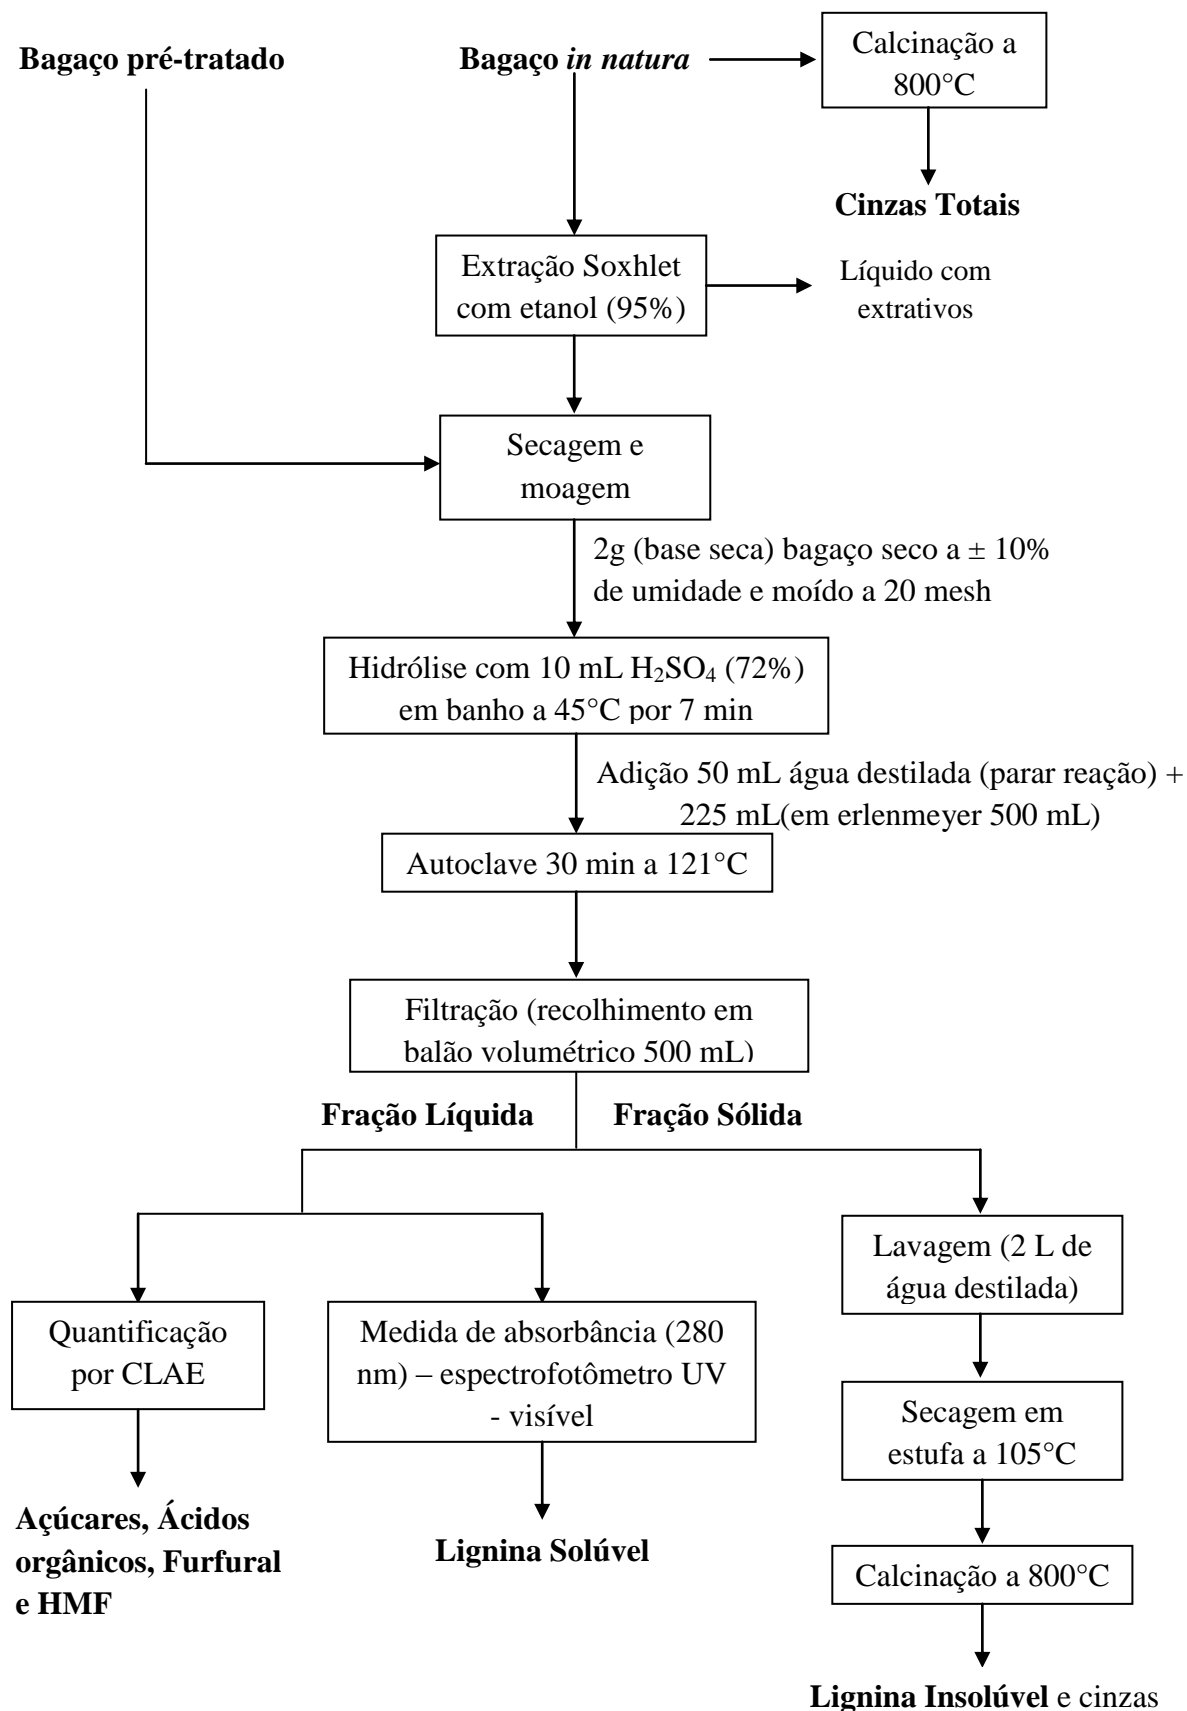 Bagaço pré-tratado
Bagaço in natura
Calcinação a
800°C
Cinzas Totais
Extração Soxhlet
com etanol (95%)
Líquido com
extrativos
Secagem e
moagem
2g (base seca) bagaço seco a ± 10%
de umidade e moído a 20 mesh
Hidrólise com 10 mL H₂SO₄ (72%)
em banho a 45°C por 7 min
Adição 50 mL água destilada (parar reação) +
225 mL(em erlenmeyer 500 mL)
Autoclave 30 min a 121°C
Filtração (recolhimento em
balão volumétrico 500 mL)
Fração Líquida
Fração Sólida
Quantificação
por CLAE
Açúcares, Ácidos
orgânicos, Furfural
e HMF
Medida de absorbância (280
nm) – espectrofotômetro UV
- visível
Lignina Solúvel
Lavagem (2 L de
água destilada)
Secagem em
estufa a 105°C
Calcinação a 800°C
Lignina Insolúvel e cinzas